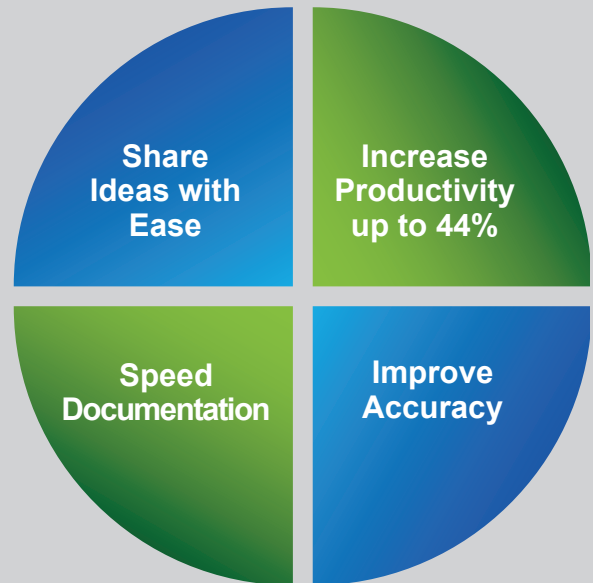 Share
Ideas with
Ease
Increase
Productivity
up to 44%
Speed
Documentation
Improve
Accuracy